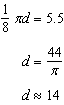 1/8 πd = 5.5
d = 44/π
d ≈ 14